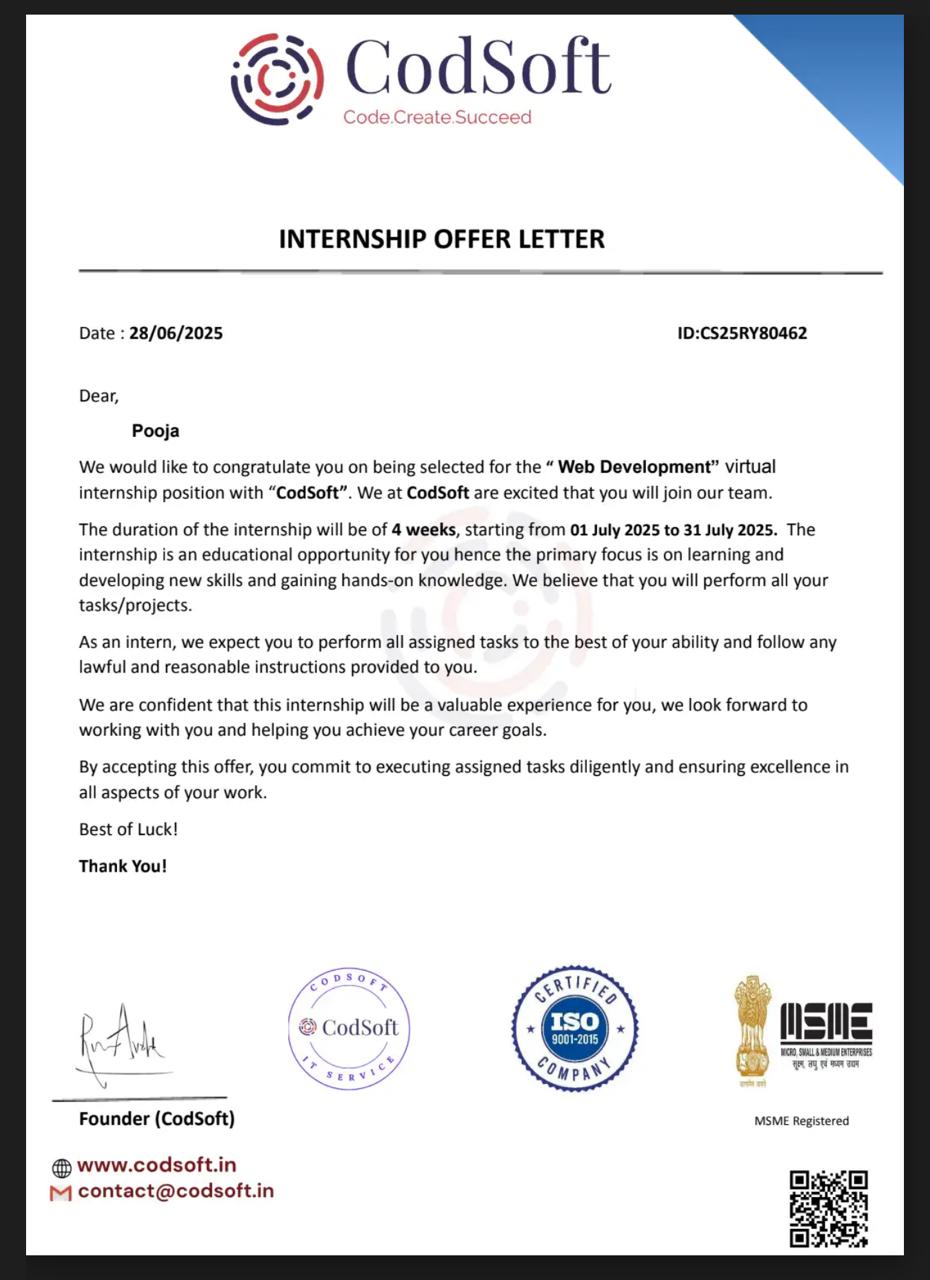 CodSoft
Code.Create.Succeed
INTERNSHIP OFFER LETTER
Date : 28/06/2025 ID:CS25RY80462
Dear,
Pooja
We would like to congratulate you on being selected for the “ Web Development” virtual
internship position with “CodSoft”. We at CodSoft are excited that you will join our team.
The duration of the internship will be of 4 weeks, starting from 01 July 2025 to 31 July 2025. The
internship is an educational opportunity for you hence the primary focus is on learning and
developing new skills and gaining hands-on knowledge. We believe that you will perform all your
tasks/projects.
As an intern, we expect you to perform all assigned tasks to the best of your ability and follow any
lawful and reasonable instructions provided to you.
We are confident that this internship will be a valuable experience for you, we look forward to
working with you and helping you achieve your career goals.
By accepting this offer, you commit to executing assigned tasks diligently and ensuring excellence in
all aspects of your work.
Best of Luck!
Thank You!
CODSOFT
CodSoft
IT SERVICE
CERTIFIED
ISO
9001-2015
COMPANY
MSME
MICRO, SMALL & MEDIUM ENTERPRISES
सूक्ष्म, लघु एवं मध्यम उद्यम
सत्यमेव जयते
Founder (CodSoft)
MSME Registered
www.codsoft.in
contact@codsoft.in